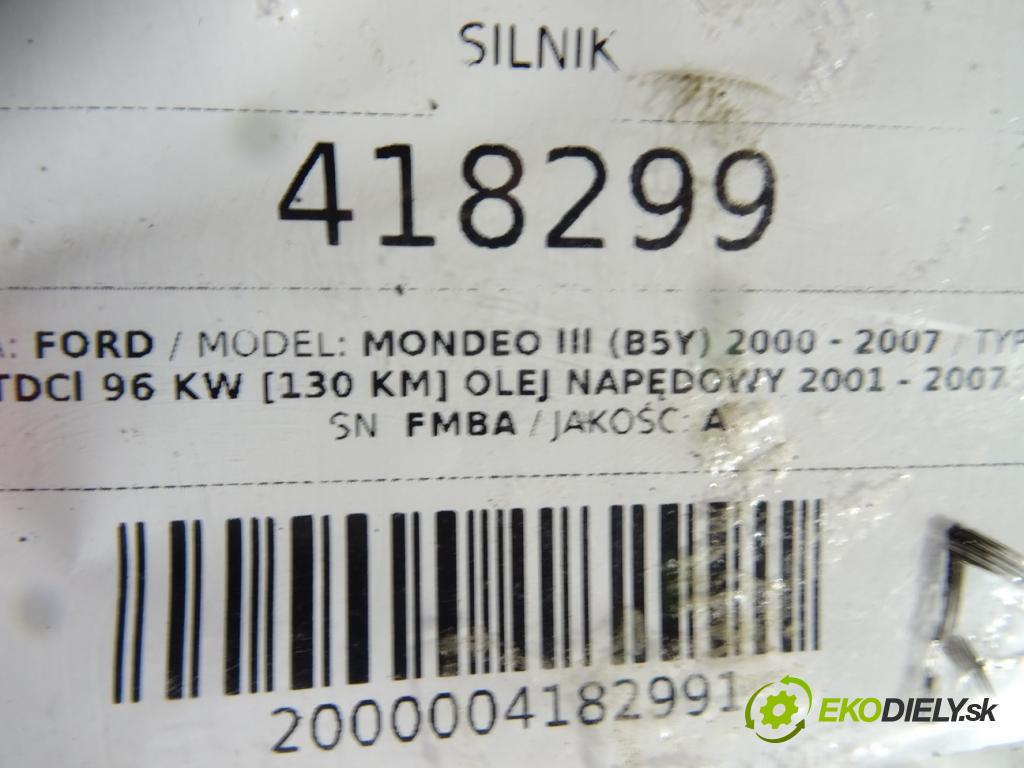 SILNIK
418299
A: FORD / MODEL: MONDEO III (B5Y) 2000 - 2007 / TYP
TDCI 96 KW [130 KM] OLEJ NAPĘDOWY 2001 - 2007
SN FMBA / JAKOŚĆ: A
2000004182991
EKODIELY.sk